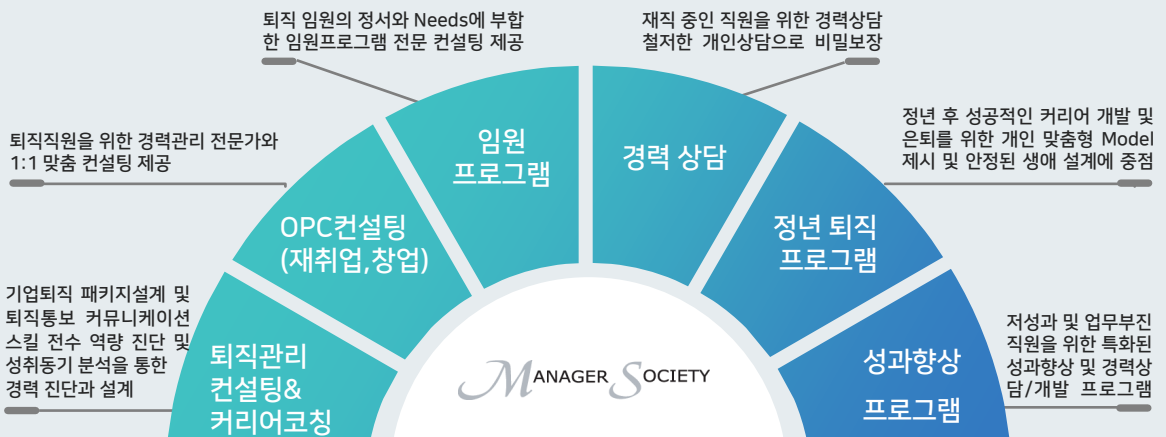 퇴직 임원의 정서와 Needs에 부합
한 임원프로그램 전문 컨설팅 제공
재직 중인 직원을 위한 경력상담
철저한 개인상담으로 비밀보장
퇴직직원을 위한 경력관리 전문가와
1:1 맞춤 컨설팅 제공
정년 후 성공적인 커리어 개발 및
은퇴를 위한 개인 맞춤형 Model
제시 및 안정된 생애 설계에 중점
임원
프로그램
경력 상담
OPC컨설팅
(재취업,창업)
정년 퇴직
프로그램
기업퇴직 패키지설계 및
퇴직통보 커뮤니케이션
스킬 전수 역량 진단 및
성취동기 분석을 통한
경력 진단과 설계
퇴직관리
컨설팅&
커리어코칭
MANAGER SOCIETY
성과향상
프로그램
저성과 및 업무부진
직원을 위한 특화된
성과향상 및 경력상
담/개발 프로그램